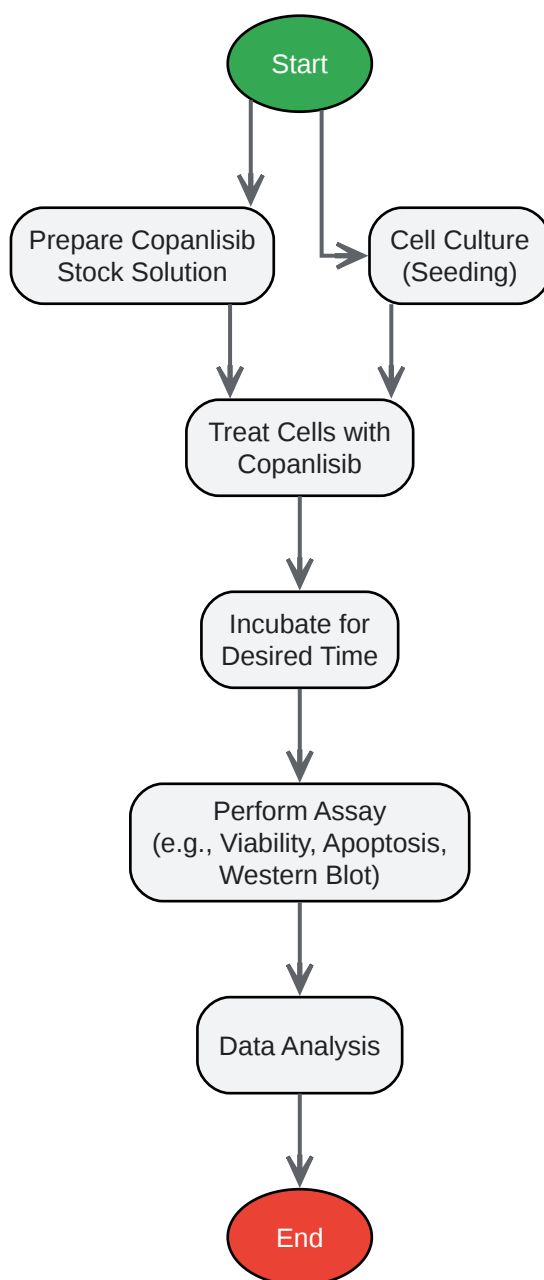 Start
Prepare Copanlisib
Stock Solution
Cell Culture
(Seeding)
Treat Cells with
Copanlisib
Incubate for
Desired Time
Perform Assay
(e.g., Viability, Apoptosis,
Western Blot)
Data Analysis
End